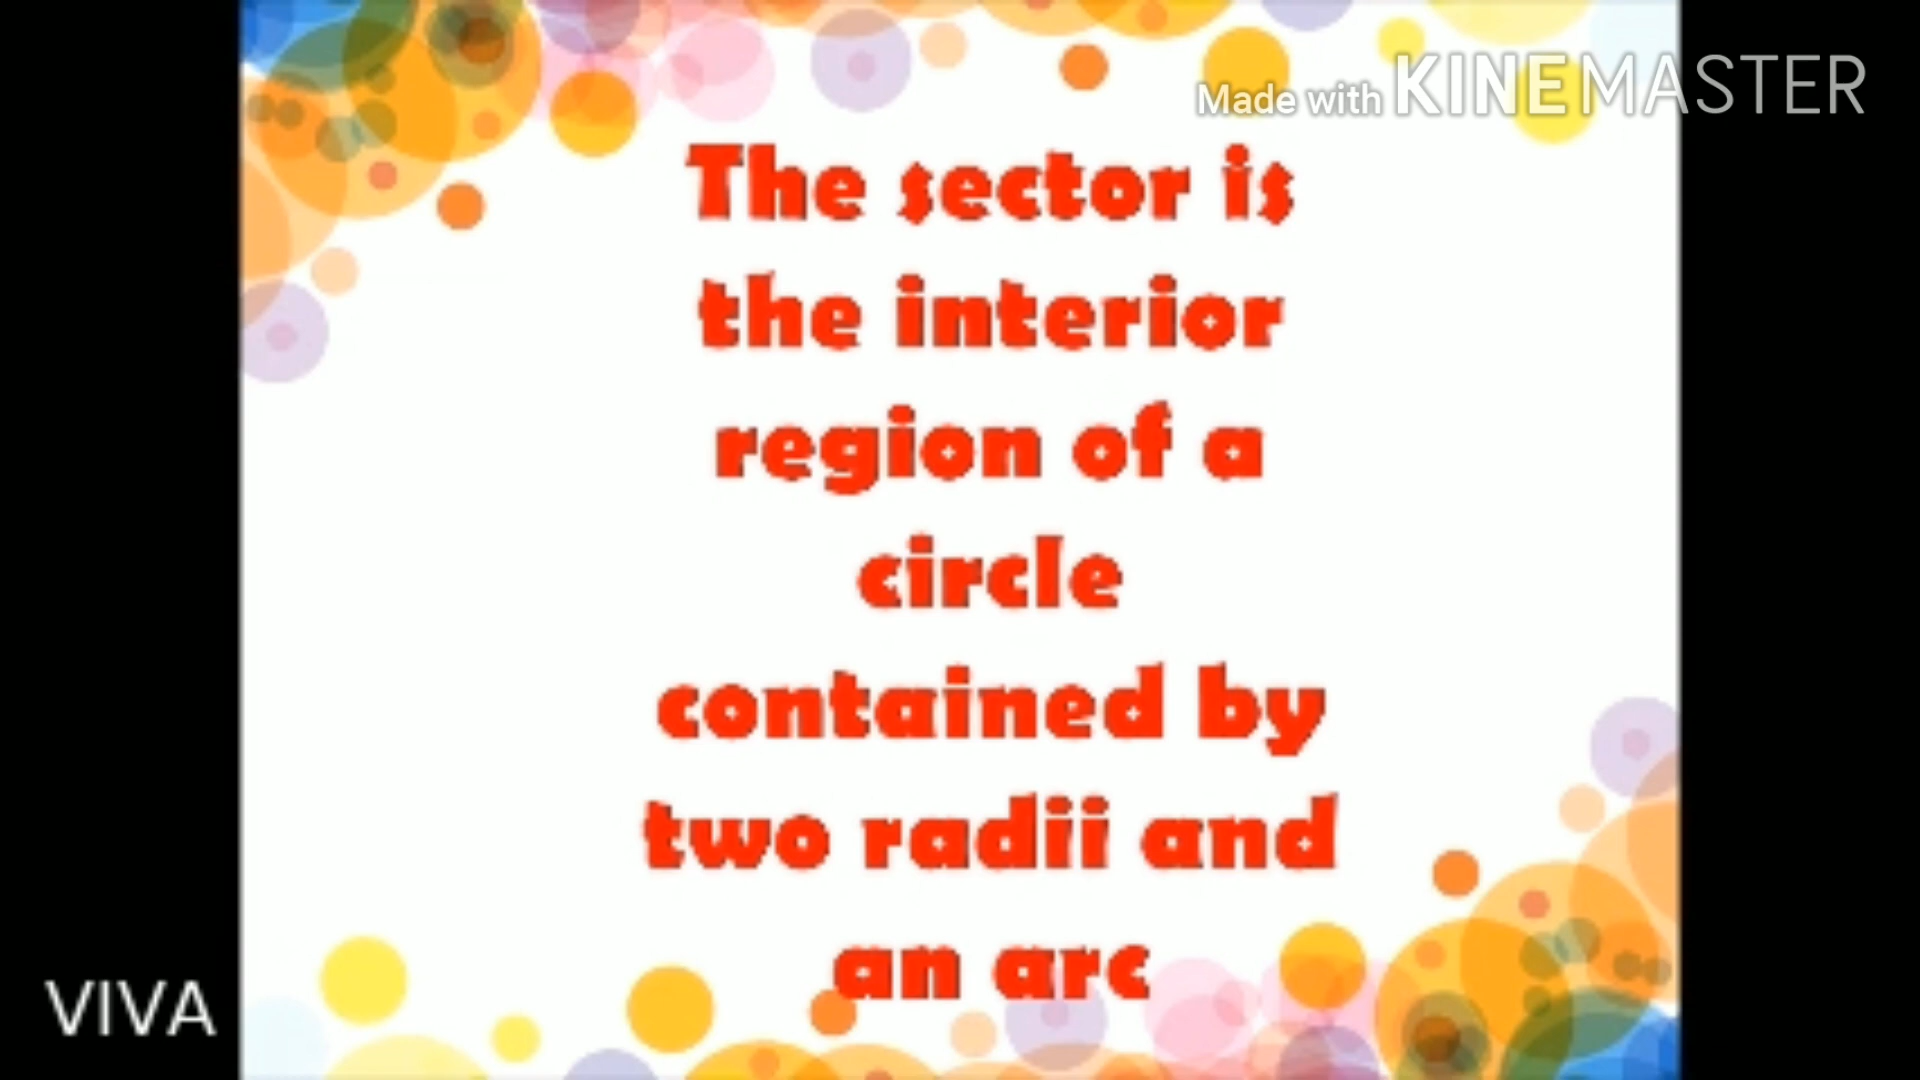 Made with KINEMASTER
The sector is
the interior
region of a
circle
contained by
two radii and
an arc
VIVA